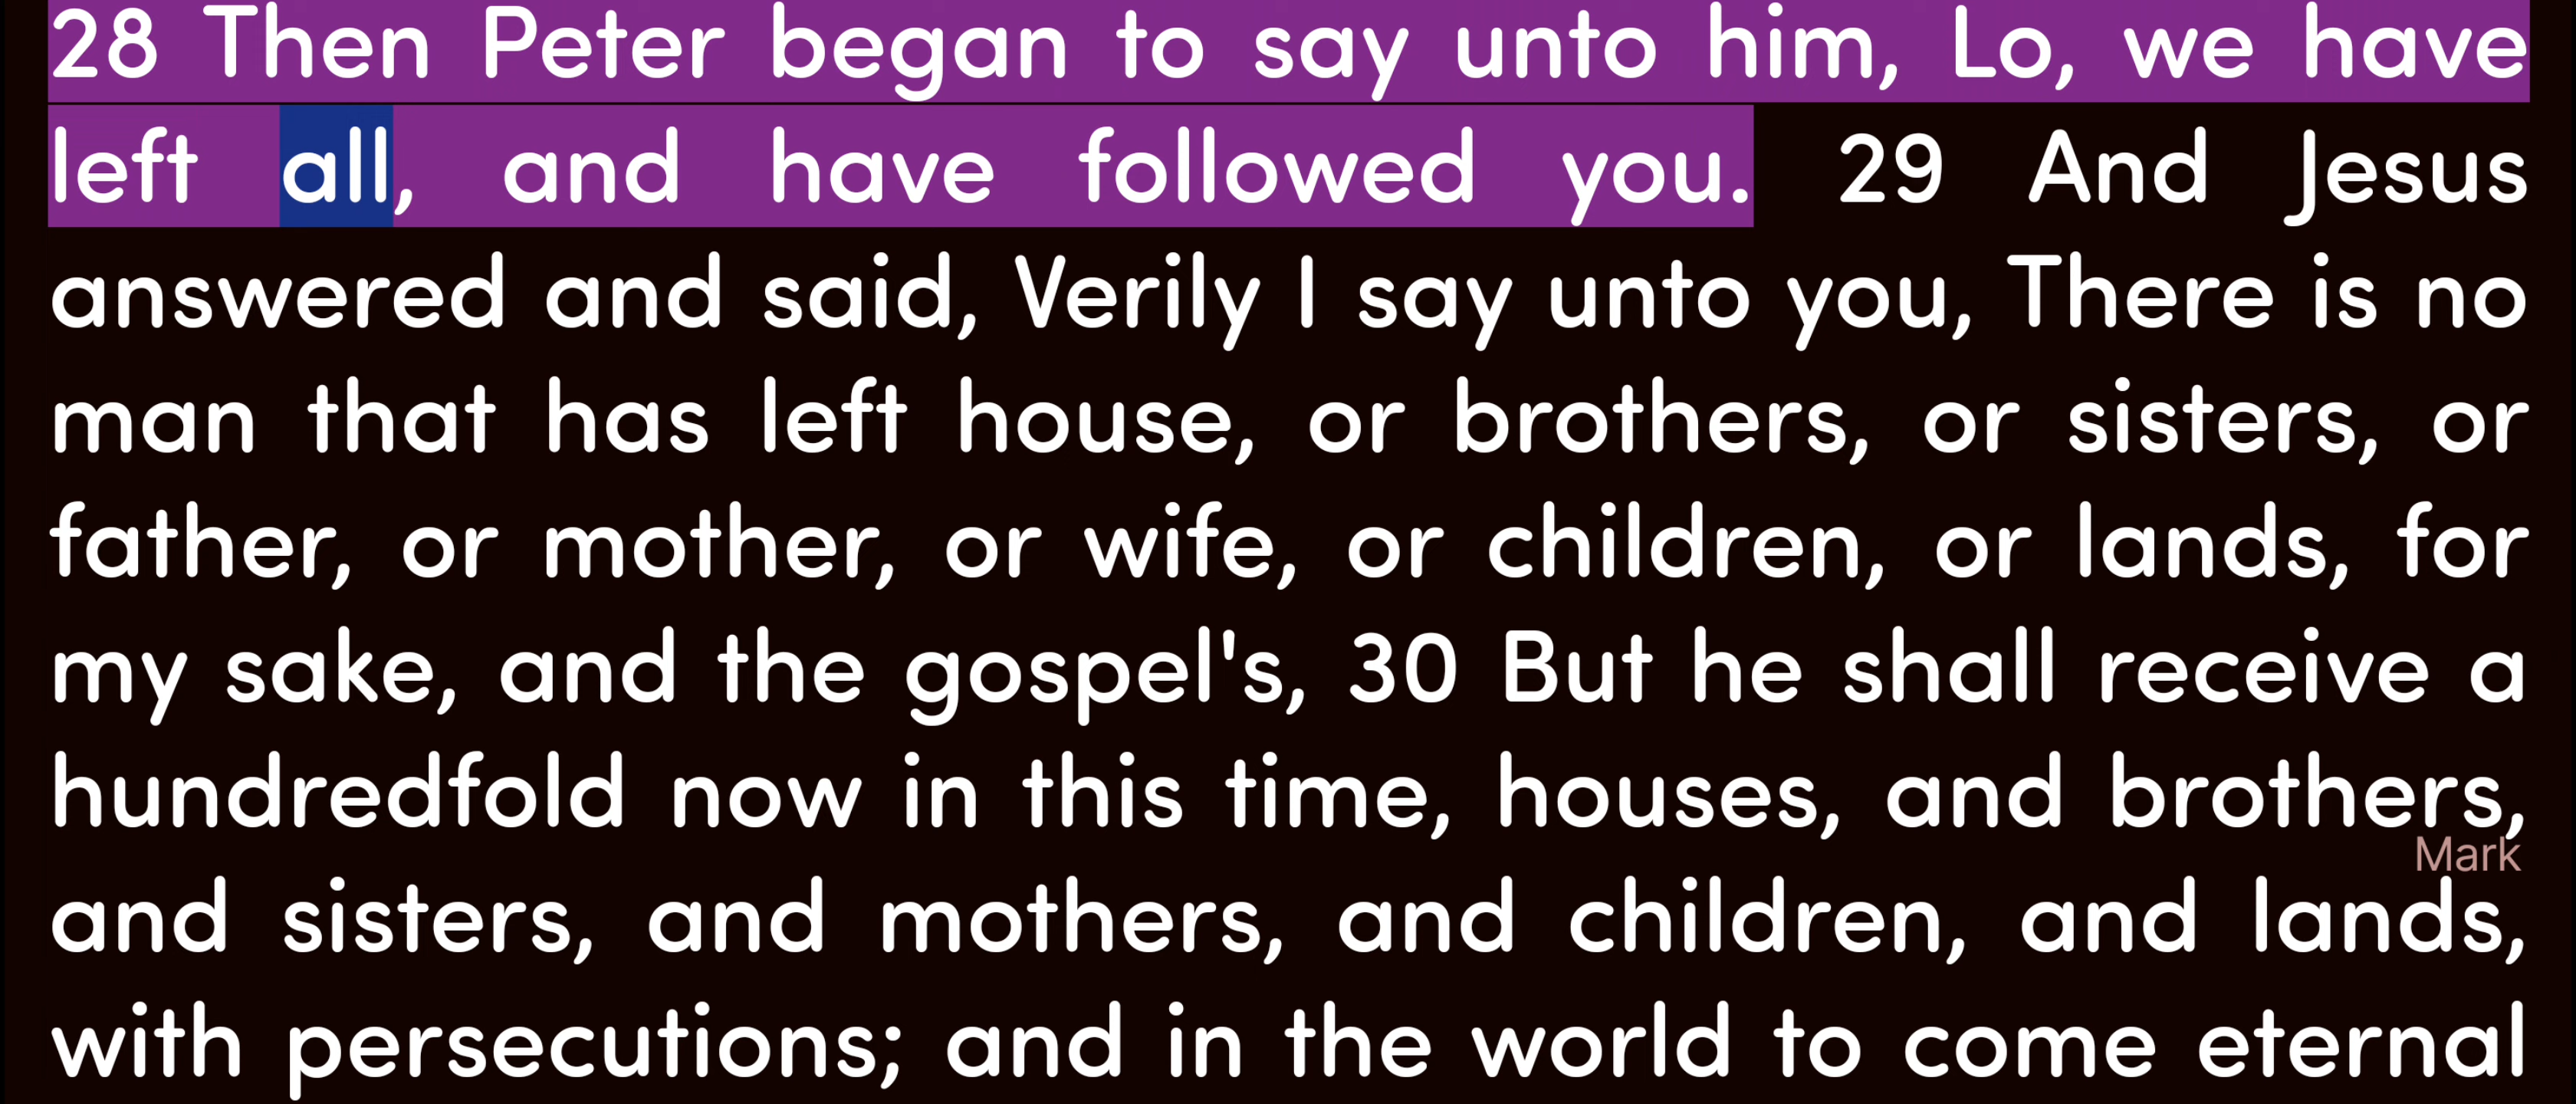 28 Then Peter began to say unto him, Lo, we have
left all, and have followed you. 29 And Jesus
answered and said, Verily I say unto you, There is no
man that has left house, or brothers, or sisters, or
father, or mother, or wife, or children, or lands, for
my sake, and the gospel's, 30 But he shall receive a
hundredfold now in this time, houses, and brothers,
Mark
and sisters, and mothers, and children, and lands,
with persecutions; and in the world to come eternal